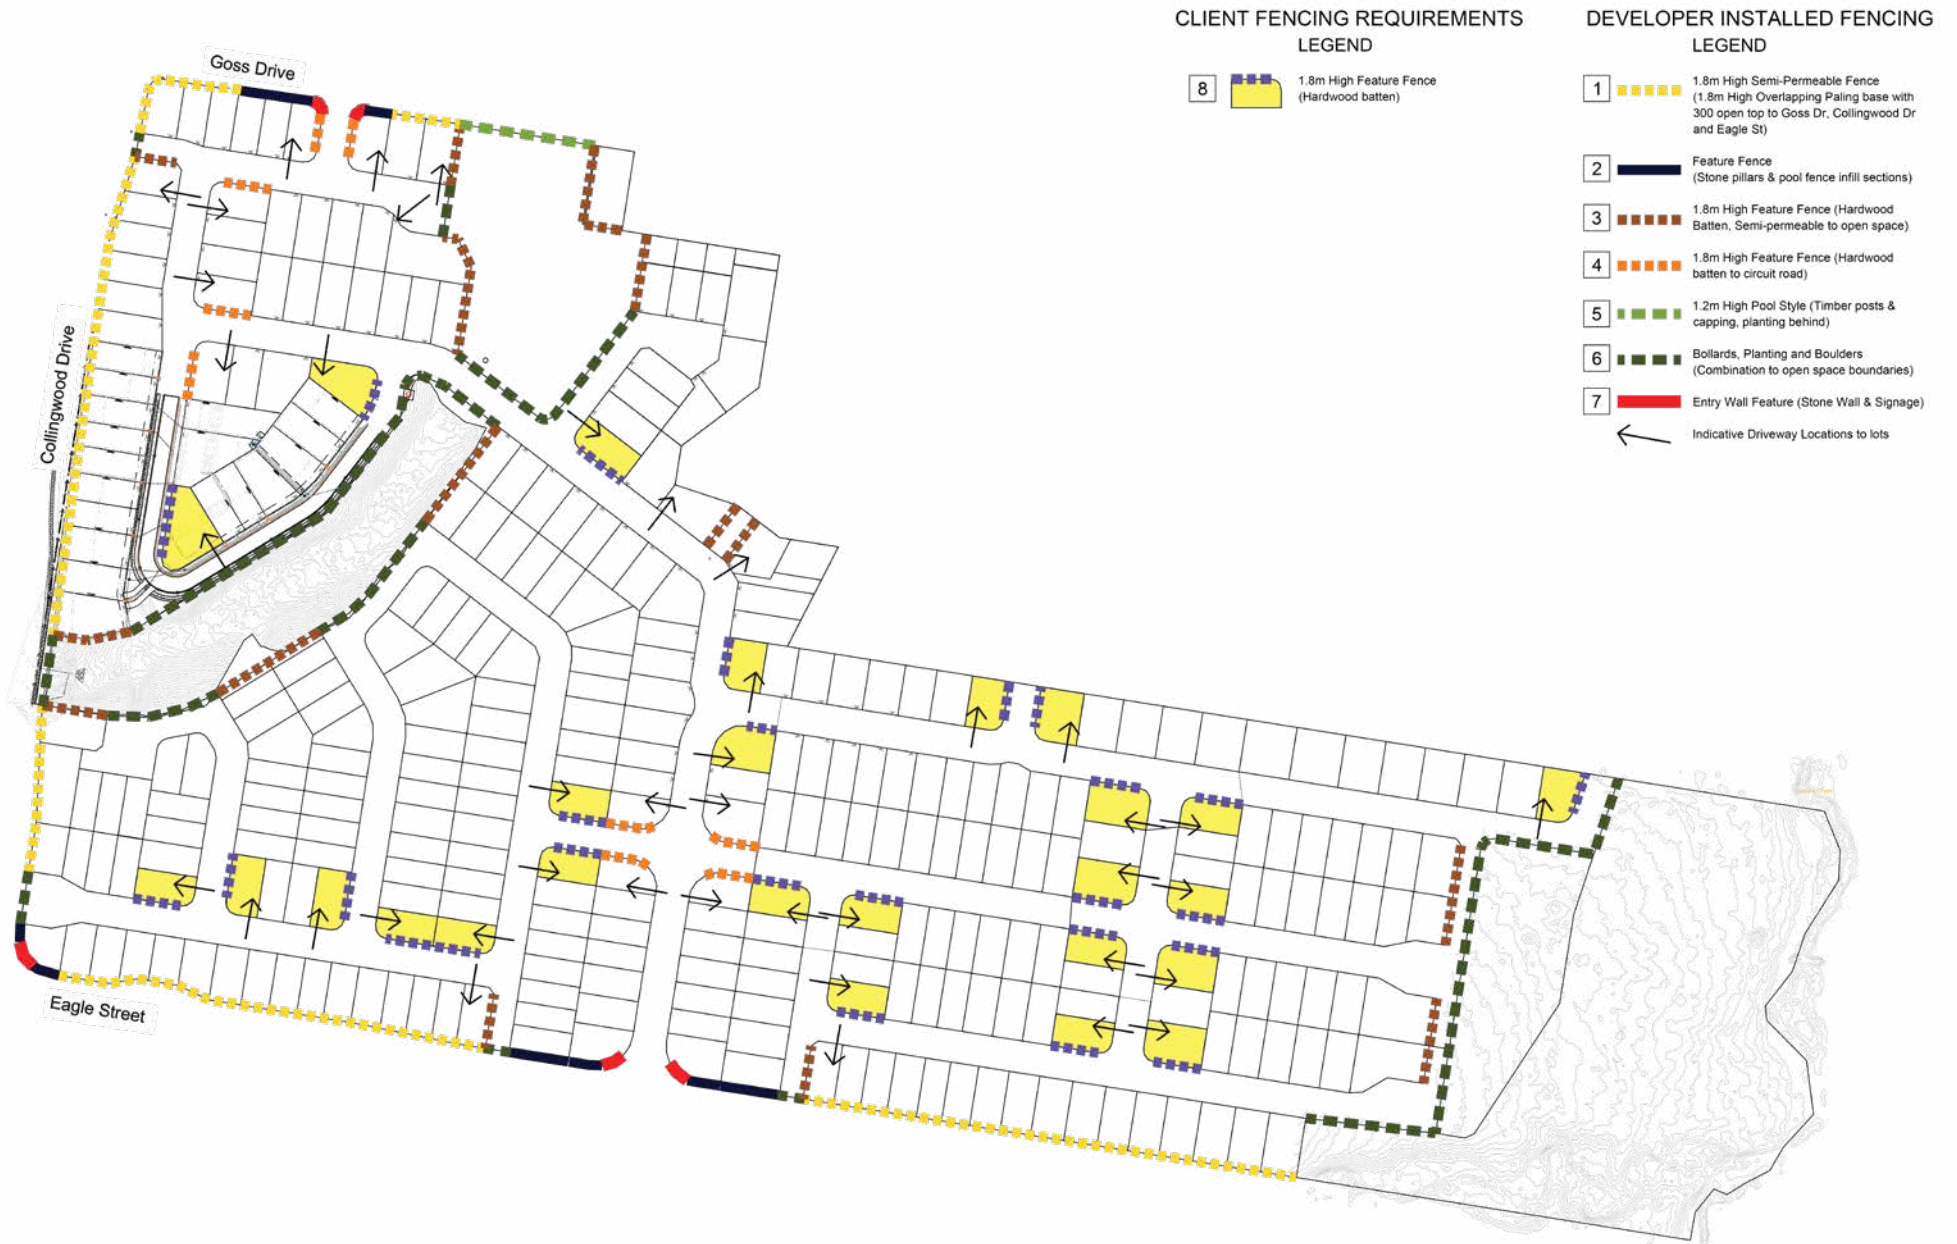 CLIENT FENCING REQUIREMENTS
LEGEND
8
1.8m High Feature Fence
(Hardwood batten)
DEVELOPER INSTALLED FENCING
LEGEND
1
1.8m High Semi-Permeable Fence
(1.8m High Overlapping Paling base with
300 open top to Goss Dr, Collingwood Dr
and Eagle St)
2
Feature Fence
(Stone pillars & pool fence infill sections)
3
1.8m High Feature Fence (Hardwood
Batten, Semi-permeable to open space)
4
1.8m High Feature Fence (Hardwood
batten to circuit road)
5
1.2m High Pool Style (Timber posts &
capping, planting behind)
6
Bollards, Planting and Boulders
(Combination to open space boundaries)
7
Entry Wall Feature (Stone Wall & Signage)
Indicative Driveway Locations to lots
Goss Drive
Collingwood Drive
Eagle Street